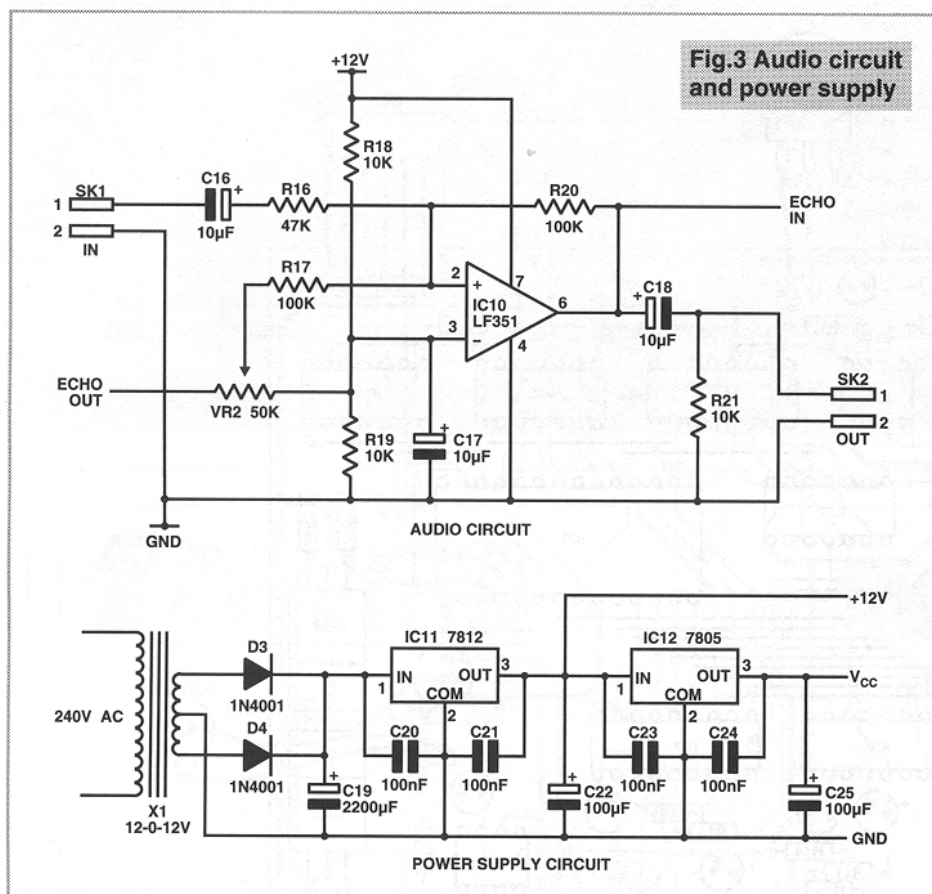 Fig.3 Audio circuit
and power supply
+12V
R18
10K
SK1
1
2
IN
C16
+
10µF
R16
47K
R20
100K
ECHO
IN
R17
100K
2
+
7
IC10
LF351
6
3
−
4
+
C18
10µF
ECHO
OUT
VR2 50K
R19
10K
+
C17
10µF
R21
10K
SK2
1
2
OUT
GND
AUDIO CIRCUIT
+12V
D3
1N4001
IC11 7812
1
IN
OUT
3
COM
2
IC12 7805
1
IN
OUT
3
COM
2
VCC
240V AC
D4
1N4001
C20
100nF
C21
100nF
C23
100nF
C24
100nF
X1
12-0-12V
+
C19
2200µF
+
C22
100µF
+
C25
100µF
GND
POWER SUPPLY CIRCUIT